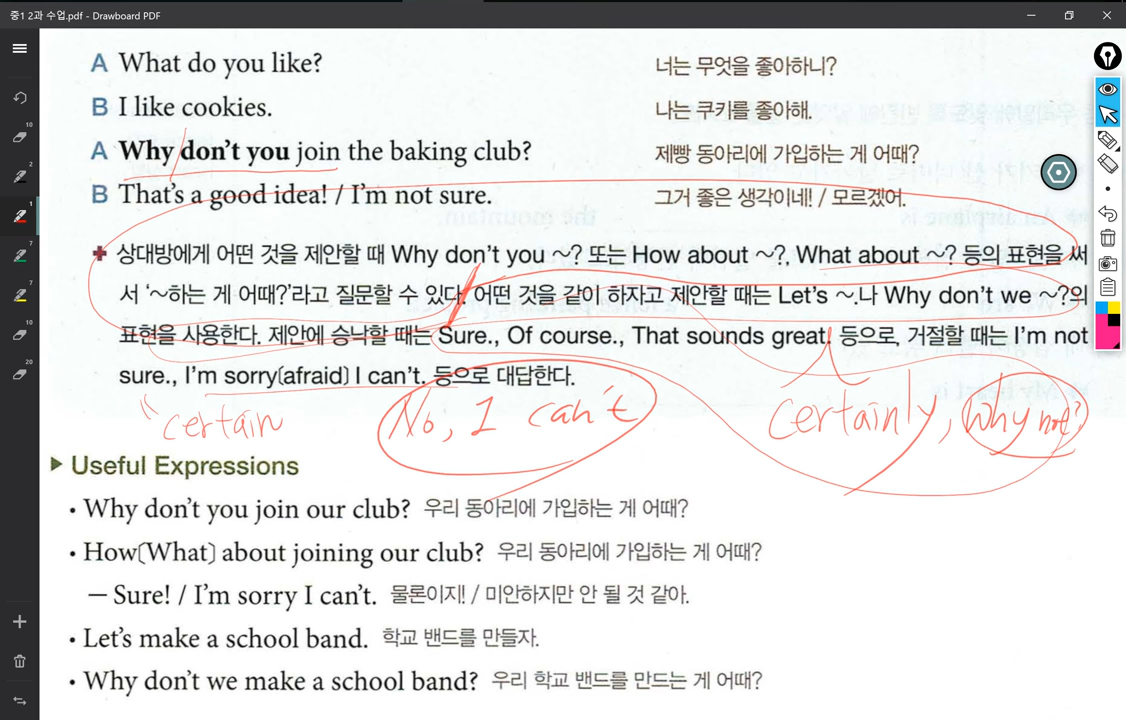 중1 2과 수업.pdf - Drawboard PDF
A What do you like? 너는 무엇을 좋아하니?
B I like cookies. 나는 쿠키를 좋아해.
A Why don't you join the baking club? 제빵 동아리에 가입하는 게 어때?
B That's a good idea! / I'm not sure. 그거 좋은 생각이네! / 모르겠어.
+ 상대방에게 어떤 것을 제안할 때 Why don't you ~? 또는 How about ~?, What about ~? 등의 표현을 써
서 '~하는 게 어때?'라고 질문할 수 있다. 어떤 것을 같이 하자고 제안할 때는 Let's ~.나 Why don't we ~?의
표현을 사용한다. 제안에 승낙할 때는 Sure., Of course., That sounds great! 등으로, 거절할 때는 I'm not
sure., I'm sorry(afraid) I can't. 등으로 대답한다.
certain
No, I can't
Certainly, Why not?
Useful Expressions
• Why don't you join our club? 우리 동아리에 가입하는 게 어때?
• How(What) about joining our club? 우리 동아리에 가입하는 게 어때?
– Sure! / I'm sorry I can't. 물론이지! / 미안하지만 안 될 것 같아.
• Let's make a school band. 학교 밴드를 만들자.
• Why don't we make a school band? 우리 학교 밴드를 만드는 게 어때?